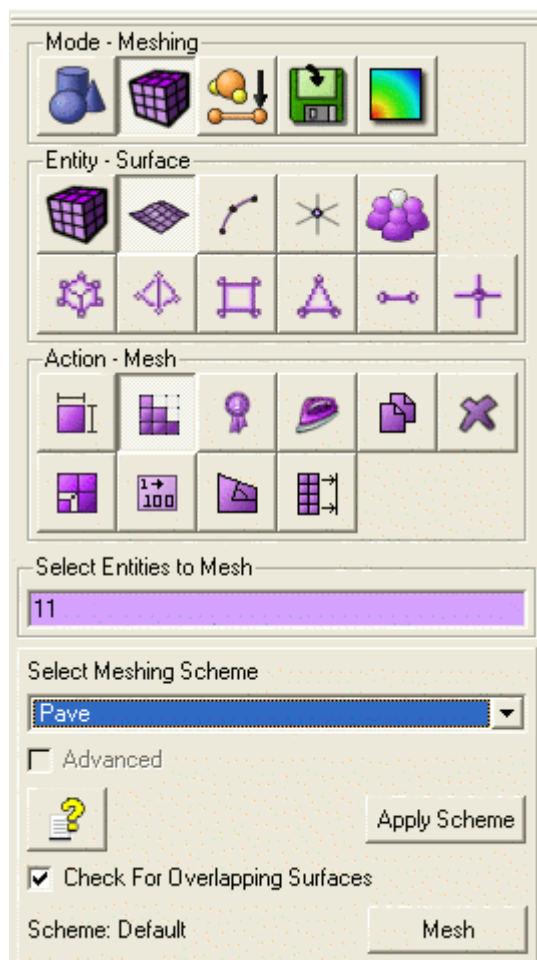 Mode - Meshing
Entity - Surface
Action - Mesh
1→
100
Select Entities to Mesh
11
Select Meshing Scheme
Pave
Advanced
Apply Scheme
Check For Overlapping Surfaces
Scheme: Default
Mesh